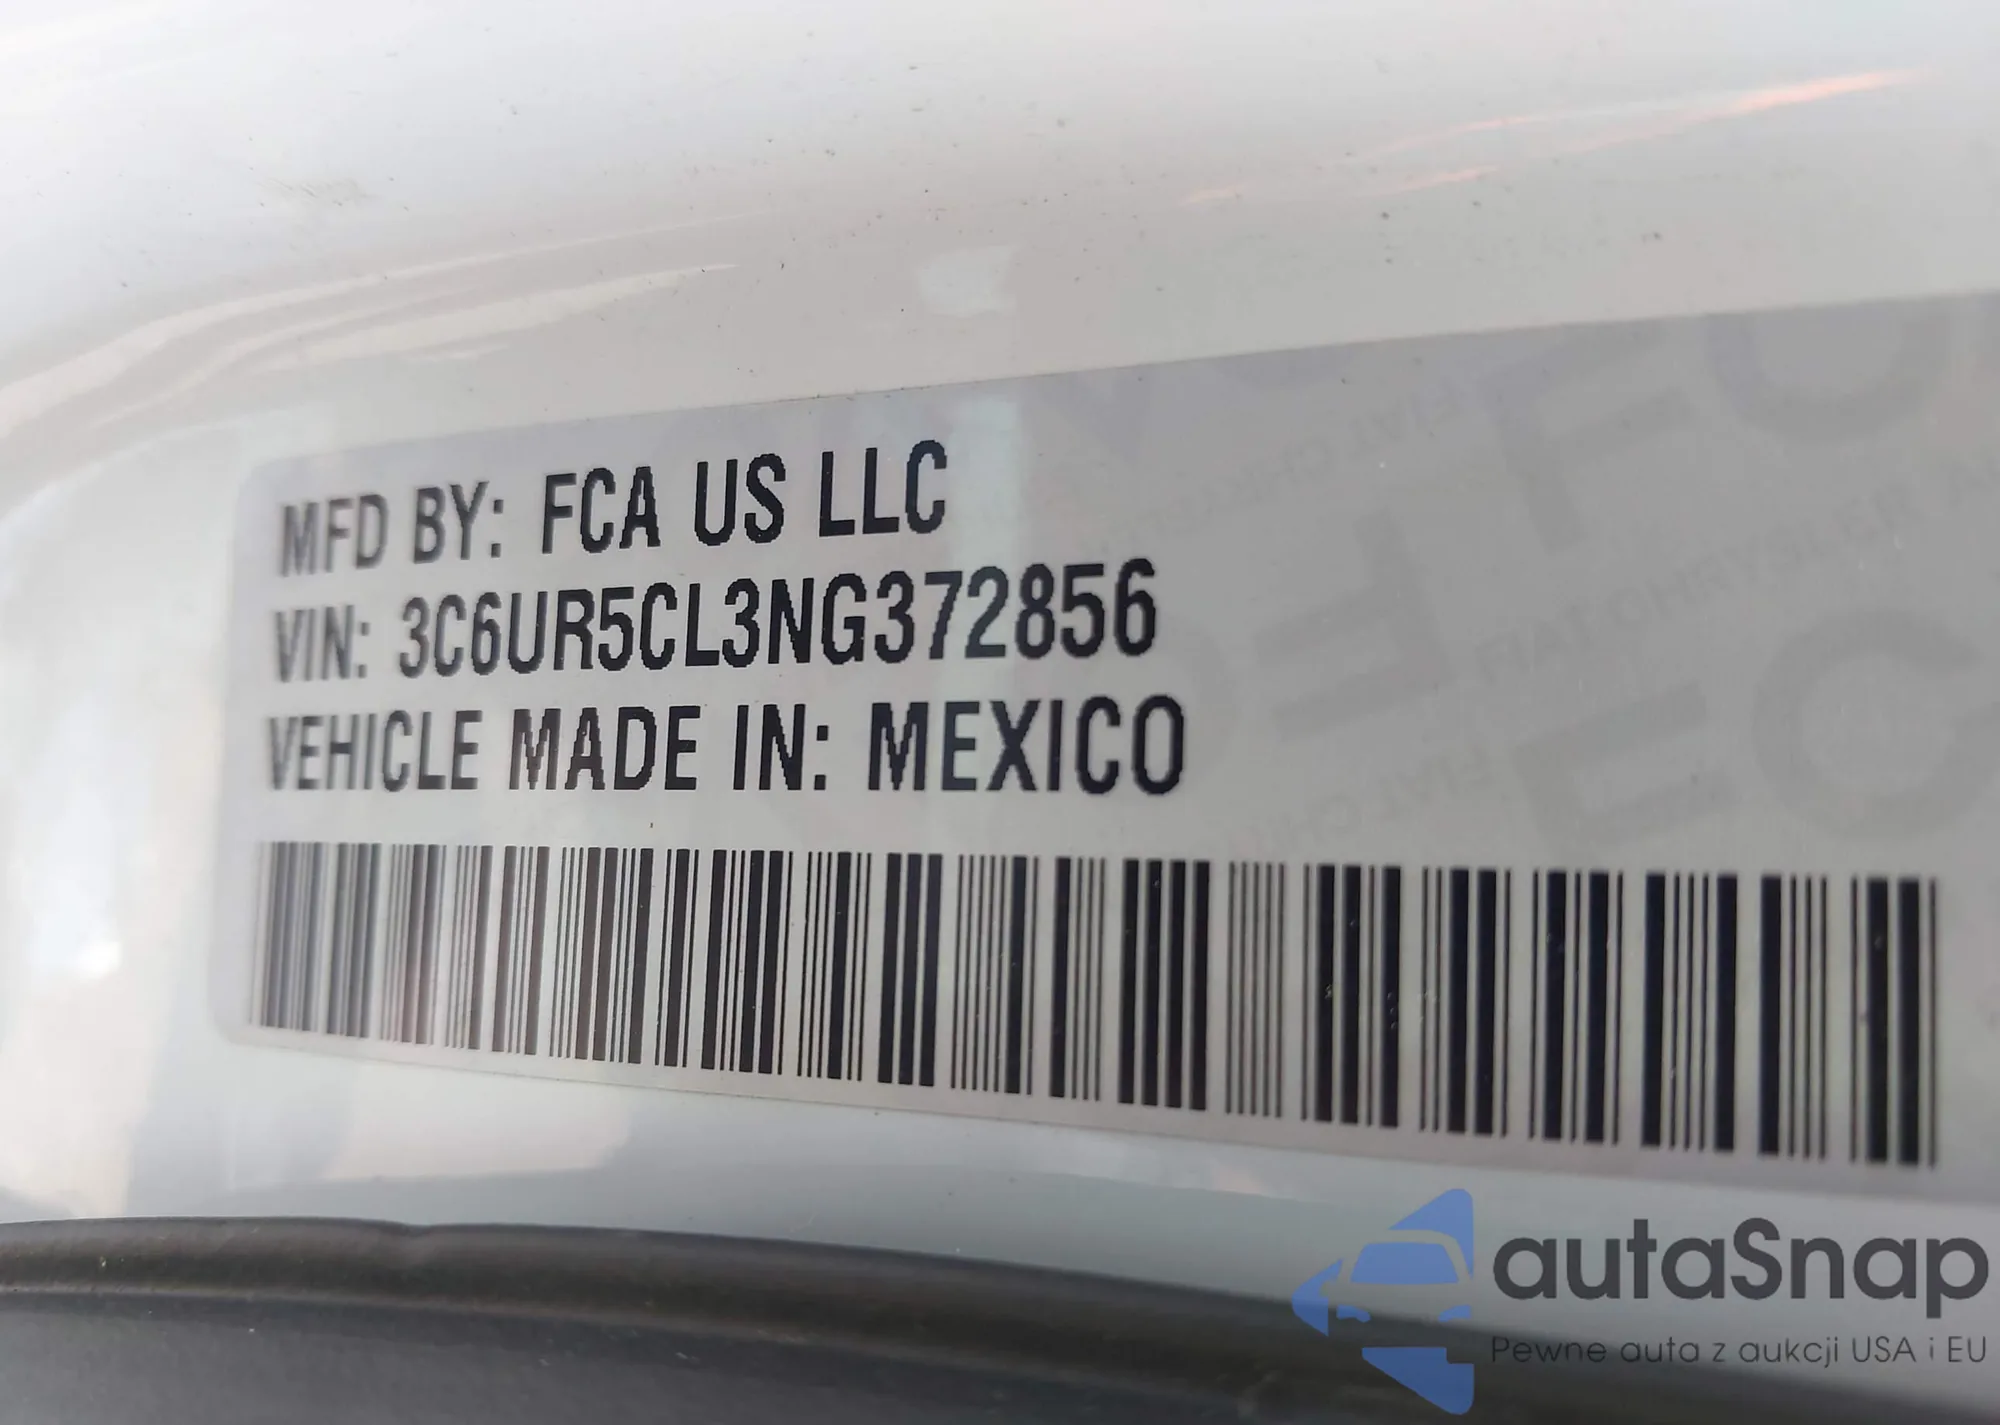 MFD BY: FCA US LLC
VIN: 3C6UR5CL3NG372856
VEHICLE MADE IN: MEXICO
autaSnap
Pewne auta z aukcji USA i EU